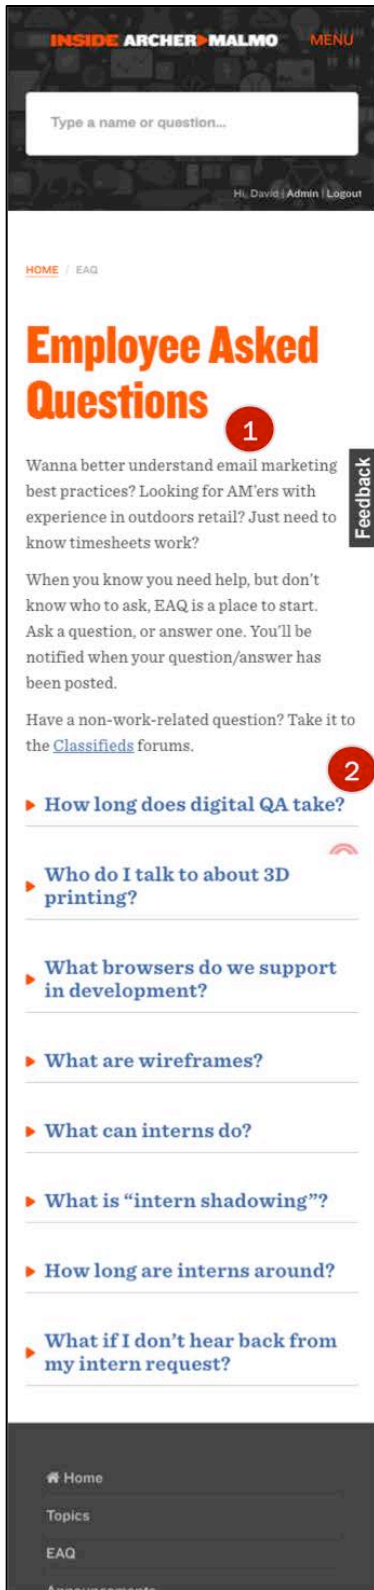 INSIDE ARCHER▶MALMO MENU
Type a name or question...
Hi, David | Admin | Logout
HOME / EAQ
Employee Asked
Questions
1
Wanna better understand email marketing
best practices? Looking for AM'ers with
experience in outdoors retail? Just need to
know timesheets work?
Feedback
When you know you need help, but don't
know who to ask, EAQ is a place to start.
Ask a question, or answer one. You'll be
notified when your question/answer has
been posted.
Have a non-work-related question? Take it to
the Classifieds forums.
2
How long does digital QA take?
Who do I talk to about 3D
printing?
What browsers do we support
in development?
What are wireframes?
What can interns do?
What is “intern shadowing”?
How long are interns around?
What if I don't hear back from
my intern request?
Home
Topics
EAQ
Announcements